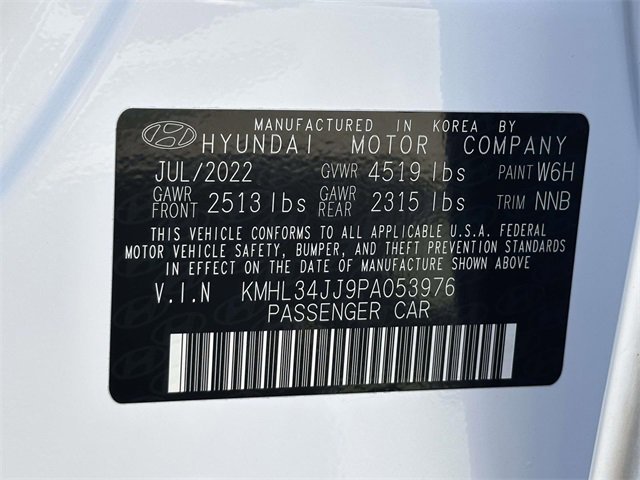 MANUFACTURED IN KOREA BY
HYUNDAI MOTOR COMPANY
JUL/2022 GVWR 4519 lbs PAINT W6H
GAWR FRONT 2513 lbs GAWR REAR 2315 lbs TRIM NNB
THIS VEHICLE CONFORMS TO ALL APPLICABLE U.S.A. FEDERAL
MOTOR VEHICLE SAFETY, BUMPER, AND THEFT PREVENTION STANDARDS
IN EFFECT ON THE DATE OF MANUFACTURE SHOWN ABOVE
V.I.N KMHL34JJ9PA053976
PASSENGER CAR